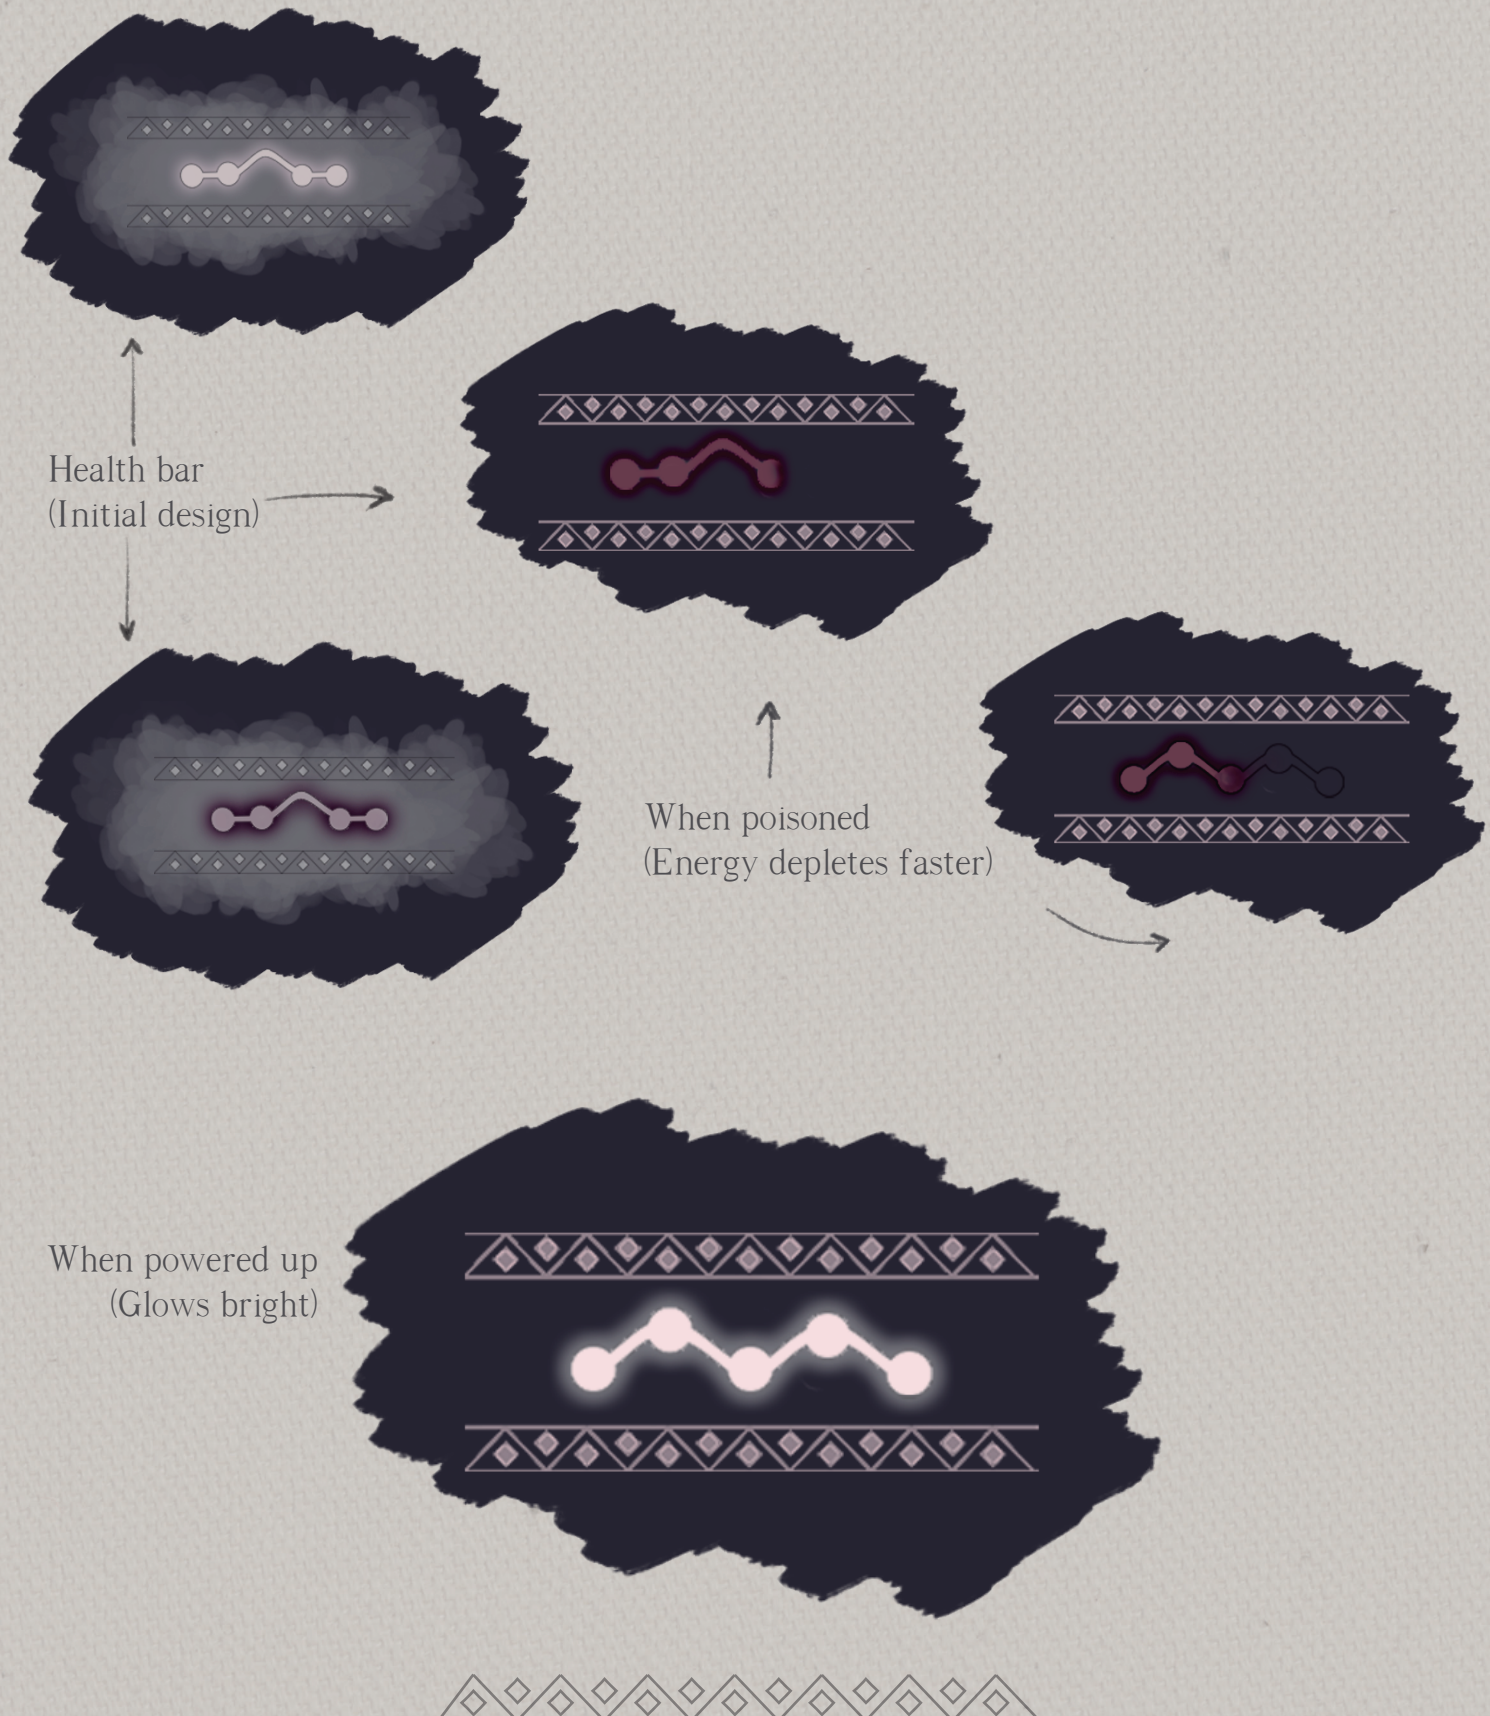 Health bar
(Initial design)
When poisoned
(Energy depletes faster)
When powered up
(Glows bright)